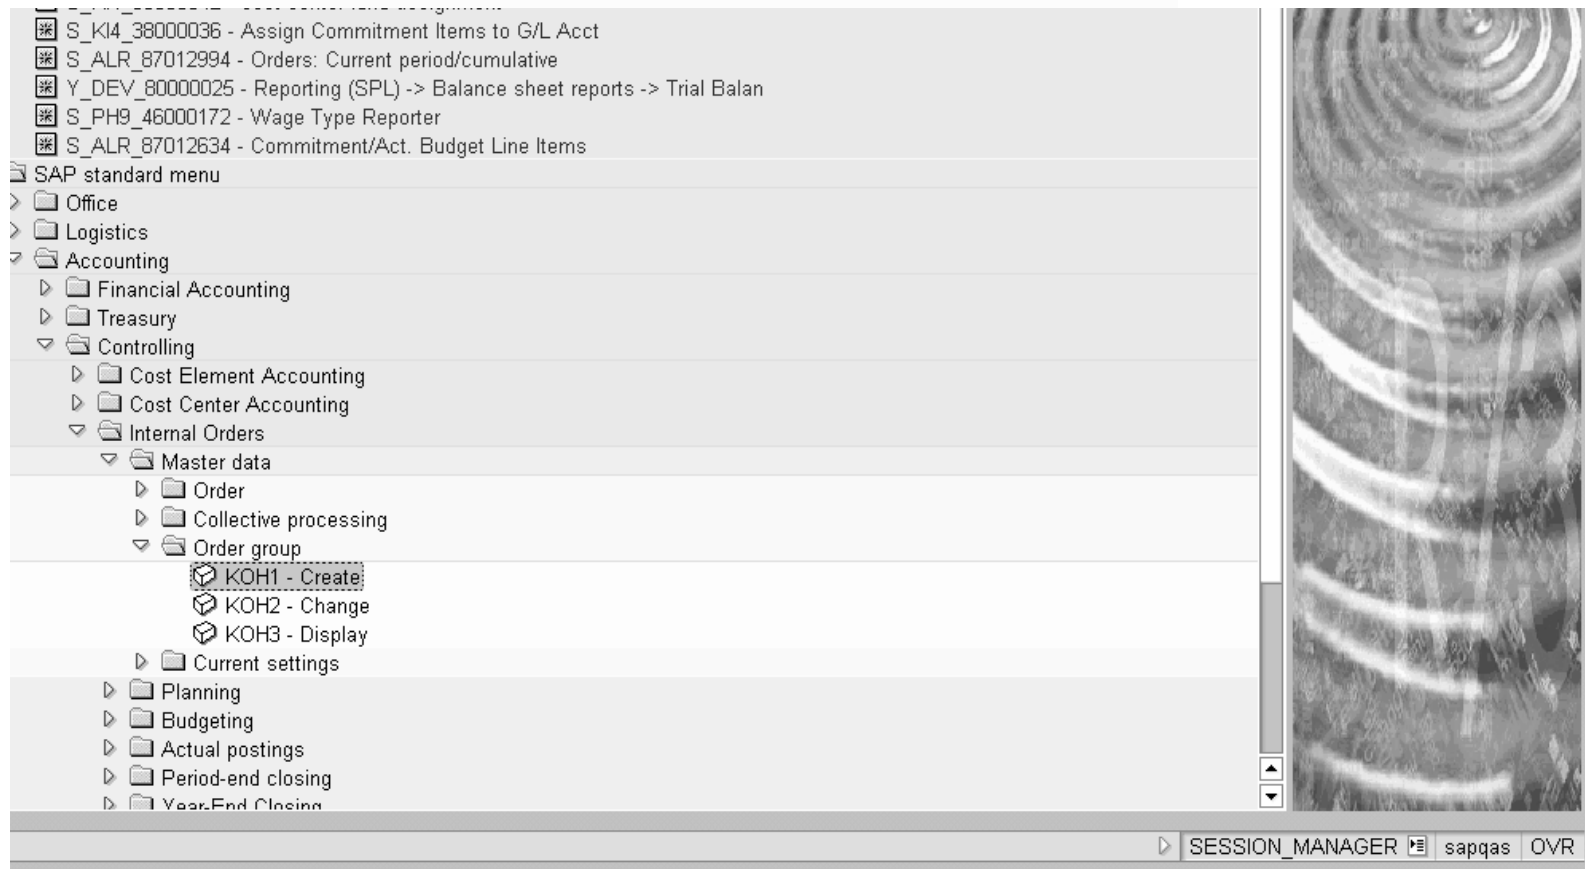 S_KI4_38000036 - Assign Commitment Items to G/L Acct
S_ALR_87012994 - Orders: Current period/cumulative
Y_DEV_80000025 - Reporting (SPL) -> Balance sheet reports -> Trial Balan
S_PH9_46000172 - Wage Type Reporter
S_ALR_87012634 - Commitment/Act. Budget Line Items
SAP standard menu
Office
Logistics
Accounting
Financial Accounting
Treasury
Controlling
Cost Element Accounting
Cost Center Accounting
Internal Orders
Master data
Order
Collective processing
Order group
KOH1 - Create
KOH2 - Change
KOH3 - Display
Current settings
Planning
Budgeting
Actual postings
Period-end closing
Year-End Closing
SESSION_MANAGER sapqas OVR